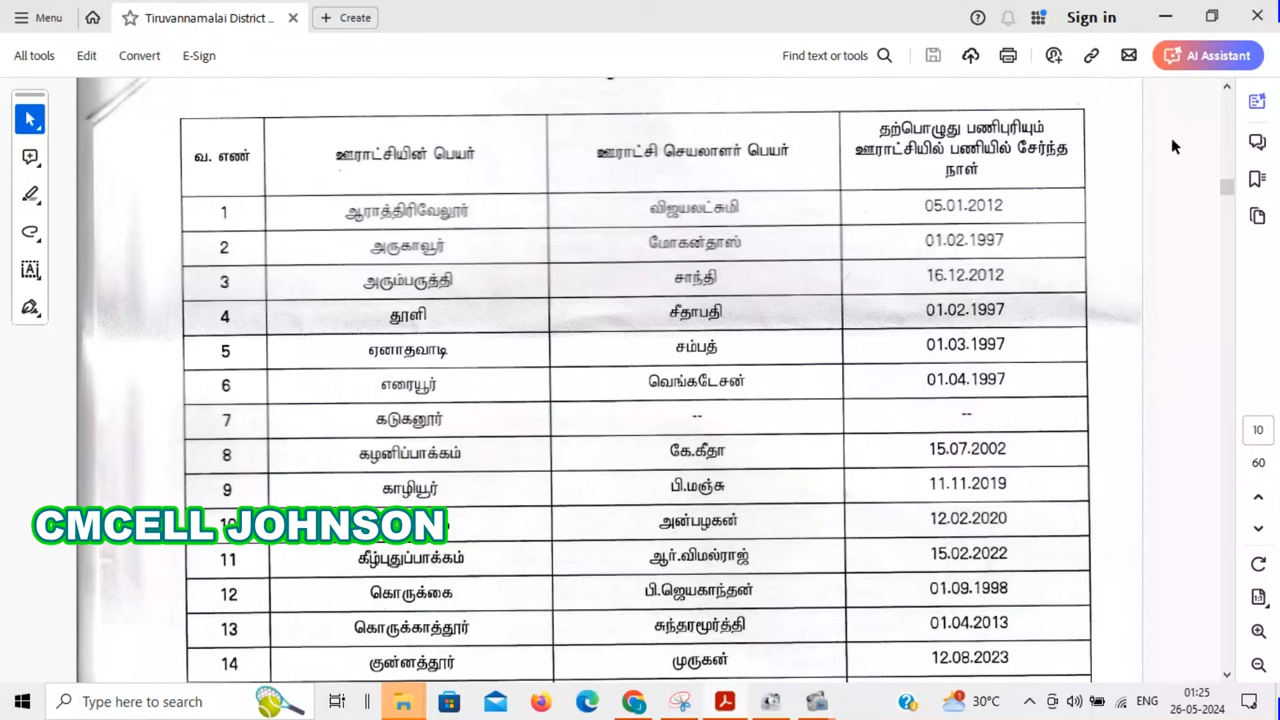 Menu
Tiruvannamalai District ...
Create
Sign in
All tools
Edit
Convert
E-Sign
Find text or tools
AI Assistant
வ. எண்
ஊராட்சியின் பெயர்
ஊராட்சி செயலாளர் பெயர்
தற்பொழுது பணிபுரியும்
ஊராட்சியில் பணியில் சேர்ந்த
நாள்
1 ஆராத்திரிவேலூர் விஜயலட்சுமி 05.01.2012
2 அருகாவூர் மோகன்தாஸ் 01.02.1997
3 அரும்பருத்தி சாந்தி 16.12.2012
4 தூளி சீதாபதி 01.02.1997
5 ஏனாதவாடி சம்பத் 01.03.1997
6 எரையூர் வெங்கடேசன் 01.04.1997
7 கடுகனூர் -- --
8 கழனிப்பாக்கம் கே.கீதா 15.07.2002
9 காழியூர் பி.மஞ்சு 11.11.2019
அன்பழகன் 12.02.2020
CMCELL JOHNSON
11 கீழ்புதுப்பாக்கம் ஆர்.விமல்ராஜ் 15.02.2022
12 கொருக்கை பி.ஜெயகாந்தன் 01.09.1998
13 கொருக்காத்தூர் சுந்தரமூர்த்தி 01.04.2013
14 குன்னத்தூர் முருகன் 12.08.2023
10
60
Type here to search
30°C
ENG
01:25
26-05-2024